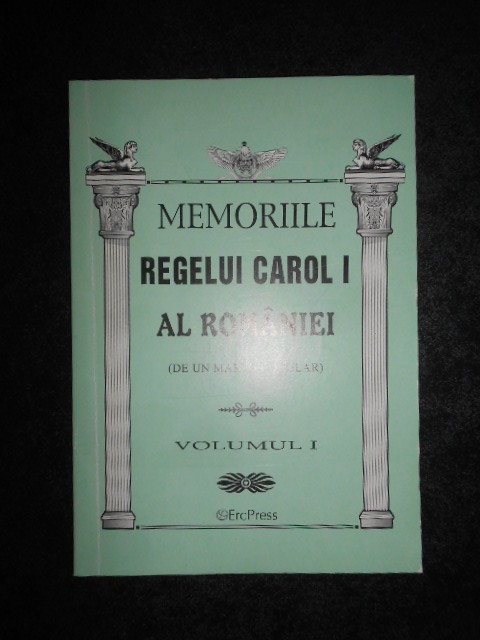 MEMORIILE
REGELUI CAROL I
AL ROMÂNIEI
(DE UN
VOLUMUL I
ErcPress